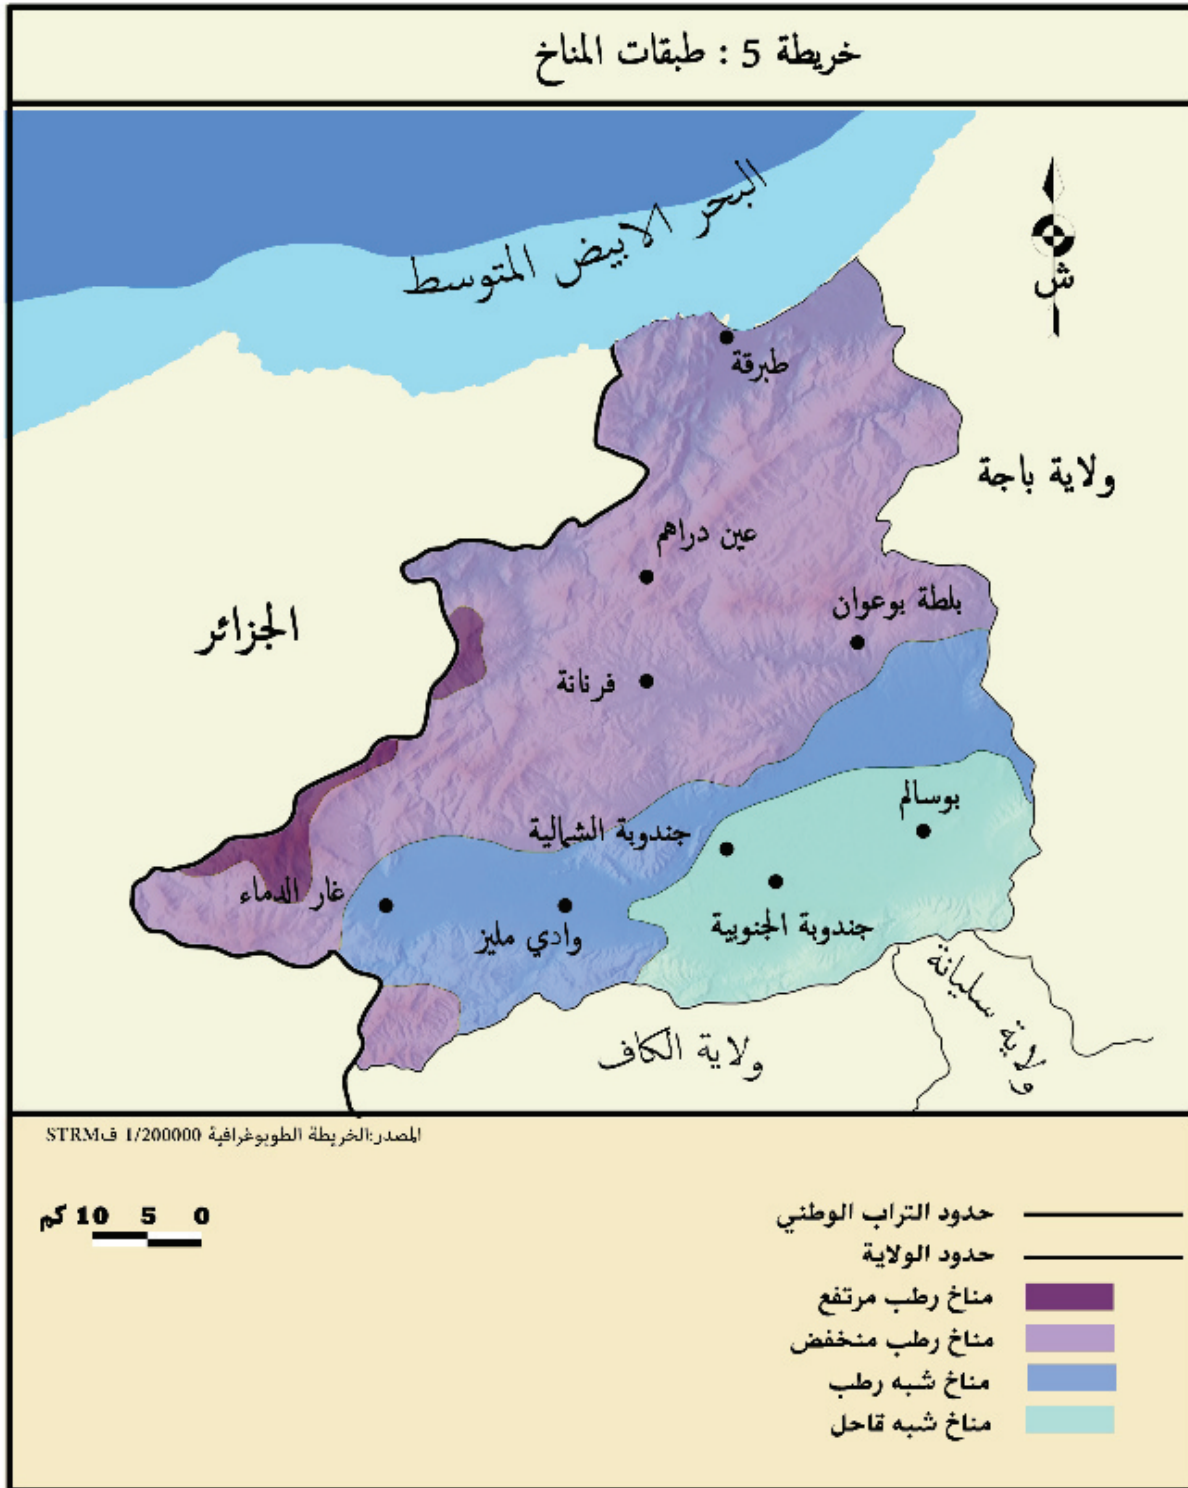 خريطة 5 : طبقات المناخ
البحر الابيض المتوسط
ش
طبرقة
ولاية باجة
عين دراهم
بلطة بوعوان
الجزائر
فرنانة
بوسالم
جندوبة الشمالية
غار الدماء
وادي مليز
جندوبة الجنوبية
ولاية سليانة
ولاية الكاف
المصدر:الخريطة الطوبوغرافية 1/200000 ف STRM
0 5 10 كم
حدود التراب الوطني
حدود الولاية
مناخ رطب مرتفع
مناخ رطب منخفض
مناخ شبه رطب
مناخ شبه قاحل